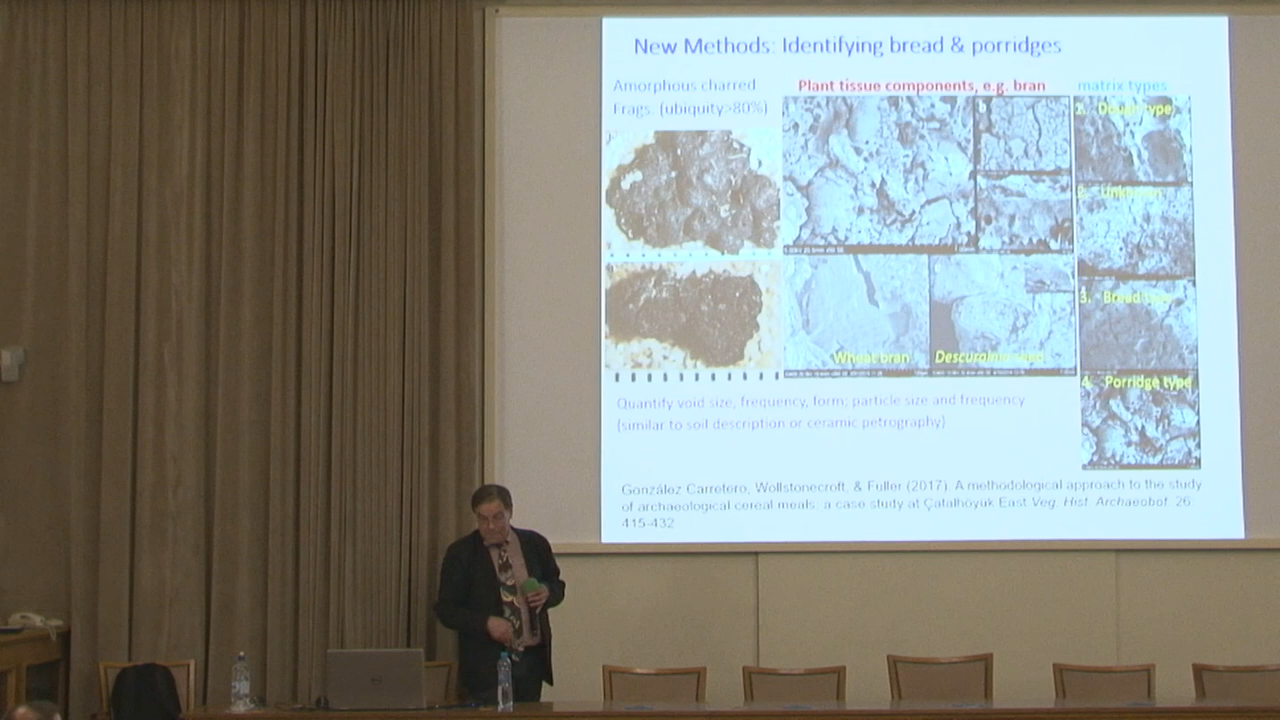 New Methods: Identifying bread & porridges
Amorphous charred
Frags. (ubiquity>80%)
Plant tissue components, e.g. bran
matrix types
b
1. Dough type
2. Unknown
3. Bread type
4. Porridge type
Wheat bran
Descurainia seed
Quantify void size, frequency, form; particle size and frequency
(similar to soil description or ceramic petrography)
González Carretero, Wollstonecroft, & Fuller (2017) A methodological approach to the study
of archaeological cereal meals: a case study at Çatalhöyük East Veg. Hist. Archaeobot. 26:
415-432